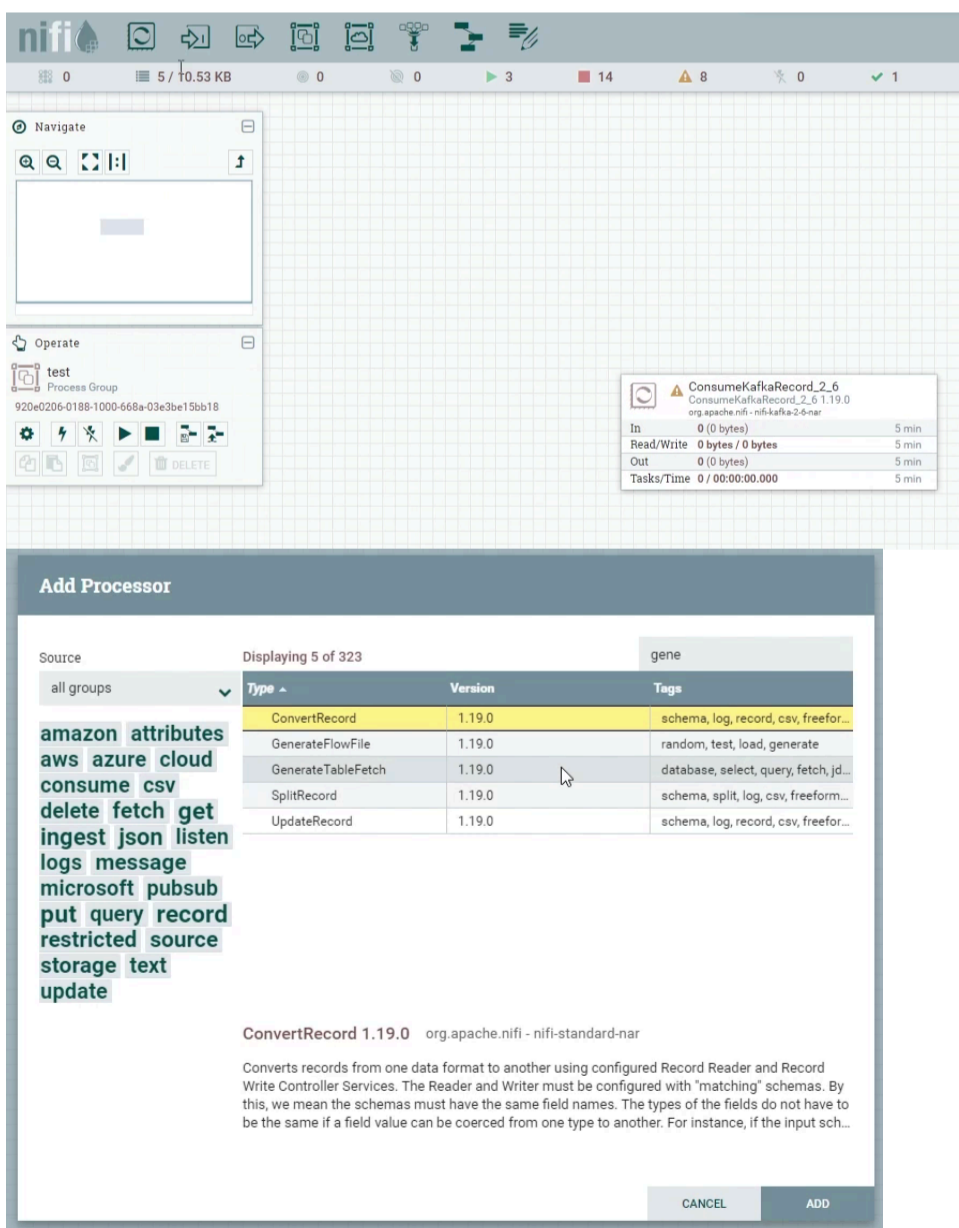 nifi
0 5 / 10.53 KB 0 0 3 14 8 0 1
Navigate
Operate
test
Process Group
920e0206-0188-1000-668a-03e3be15bb18
DELETE
ConsumeKafkaRecord_2_6
ConsumeKafkaRecord_2_6 1.19.0
org.apache.nifi - nifi-kafka-2-6-nar
In 0 (0 bytes) 5 min
Read/Write 0 bytes / 0 bytes 5 min
Out 0 (0 bytes) 5 min
Tasks/Time 0 / 00:00:00.000 5 min
Add Processor
Source
all groups
amazon attributes
aws azure cloud
consume csv
delete fetch get
ingest json listen
logs message
microsoft pubsub
put query record
restricted source
storage text
update
Displaying 5 of 323
gene
Type Version Tags
ConvertRecord 1.19.0 schema, log, record, csv, freefor...
GenerateFlowFile 1.19.0 random, test, load, generate
GenerateTableFetch 1.19.0 database, select, query, fetch, jd...
SplitRecord 1.19.0 schema, split, log, csv, freeform...
UpdateRecord 1.19.0 schema, log, record, csv, freefor...
ConvertRecord 1.19.0 org.apache.nifi - nifi-standard-nar
Converts records from one data format to another using configured Record Reader and Record
Write Controller Services. The Reader and Writer must be configured with "matching" schemas. By
this, we mean the schemas must have the same field names. The types of the fields do not have to
be the same if a field value can be coerced from one type to another. For instance, if the input sch...
CANCEL ADD